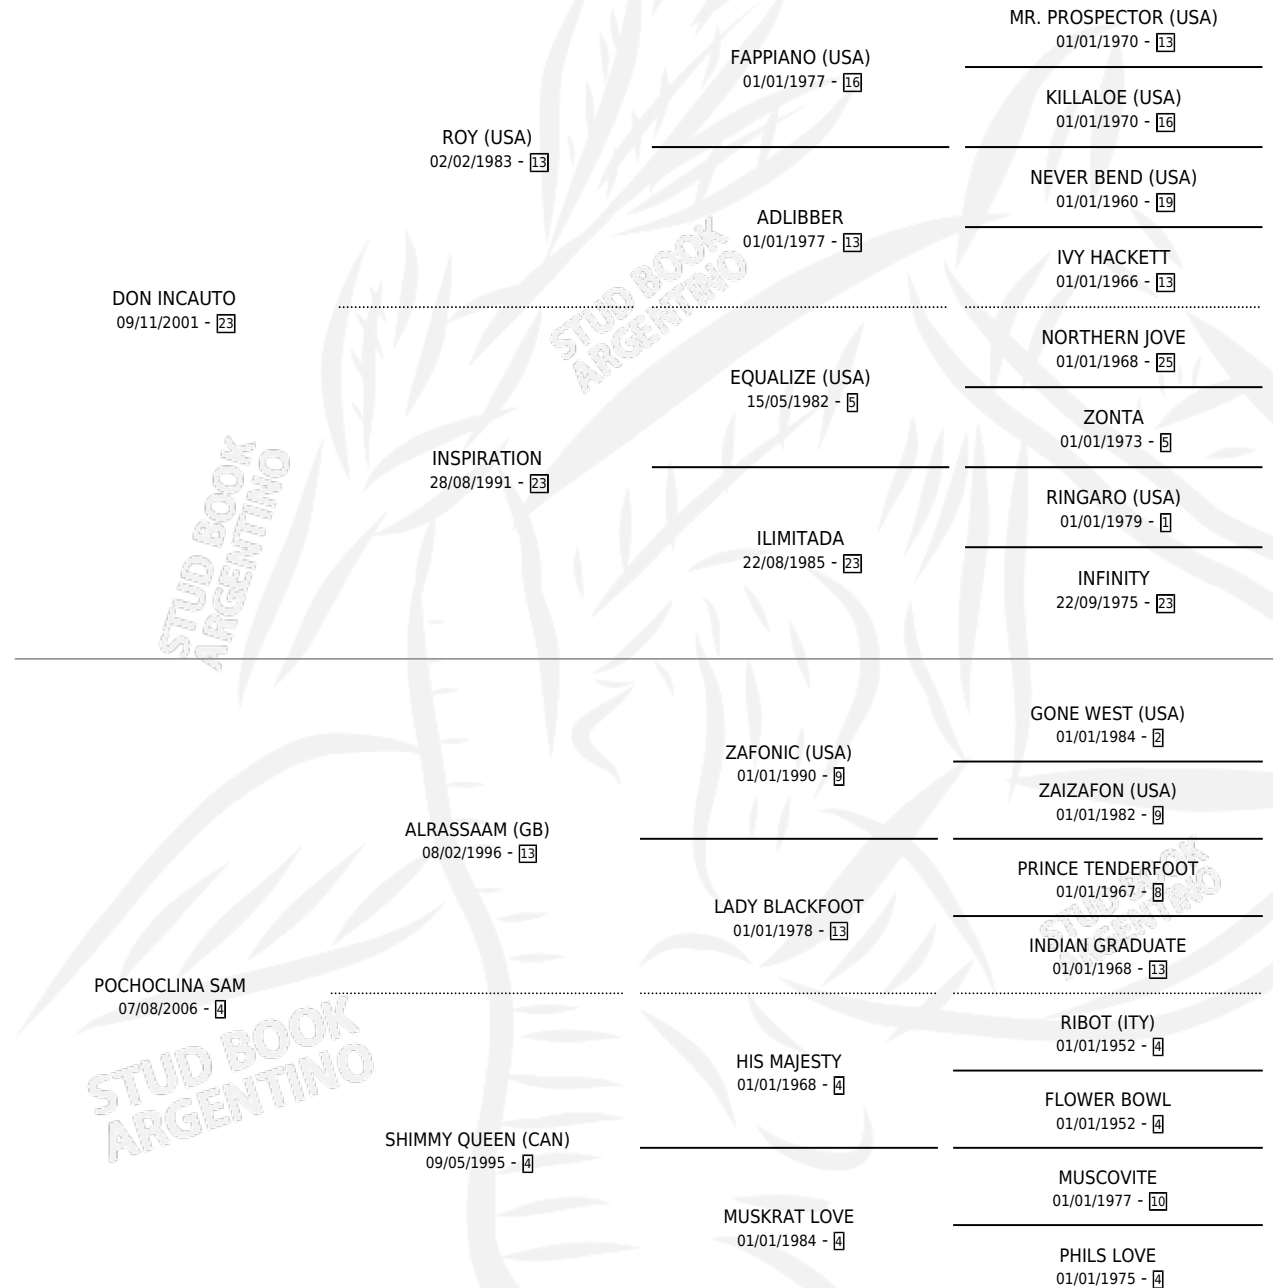 MR. PROSPECTOR (USA)
01/01/1970 - 13
FAPPIANO (USA)
01/01/1977 - 16
KILLALOE (USA)
01/01/1970 - 16
ROY (USA)
02/02/1983 - 13
NEVER BEND (USA)
01/01/1960 - 19
ADLIBBER
01/01/1977 - 13
IVY HACKETT
01/01/1966 - 13
DON INCAUTO
09/11/2001 - 23
NORTHERN JOVE
01/01/1968 - 25
EQUALIZE (USA)
15/05/1982 - 5
ZONTA
01/01/1973 - 5
INSPIRATION
28/08/1991 - 23
RINGARO (USA)
01/01/1979 - 1
ILIMITADA
22/08/1985 - 23
INFINITY
22/09/1975 - 23
STUD BOOK
ARGENTINO
STUD BOOK
ARGENTINO
GONE WEST (USA)
01/01/1984 - 2
ZAFONIC (USA)
01/01/1990 - 9
ZAIZAFON (USA)
01/01/1982 - 9
ALRASSAAM (GB)
08/02/1996 - 13
PRINCE TENDERFOOT
01/01/1967 - 8
LADY BLACKFOOT
01/01/1978 - 13
INDIAN GRADUATE
01/01/1968 - 13
STUD BOOK
ARGENTINO
POCHOCLINA SAM
07/08/2006 - 4
RIBOT (ITY)
01/01/1952 - 4
HIS MAJESTY
01/01/1968 - 4
FLOWER BOWL
01/01/1952 - 4
STUD BOOK
ARGENTINO
SHIMMY QUEEN (CAN)
09/05/1995 - 4
MUSCOVITE
01/01/1977 - 10
MUSKRAT LOVE
01/01/1984 - 4
PHILS LOVE
01/01/1975 - 4